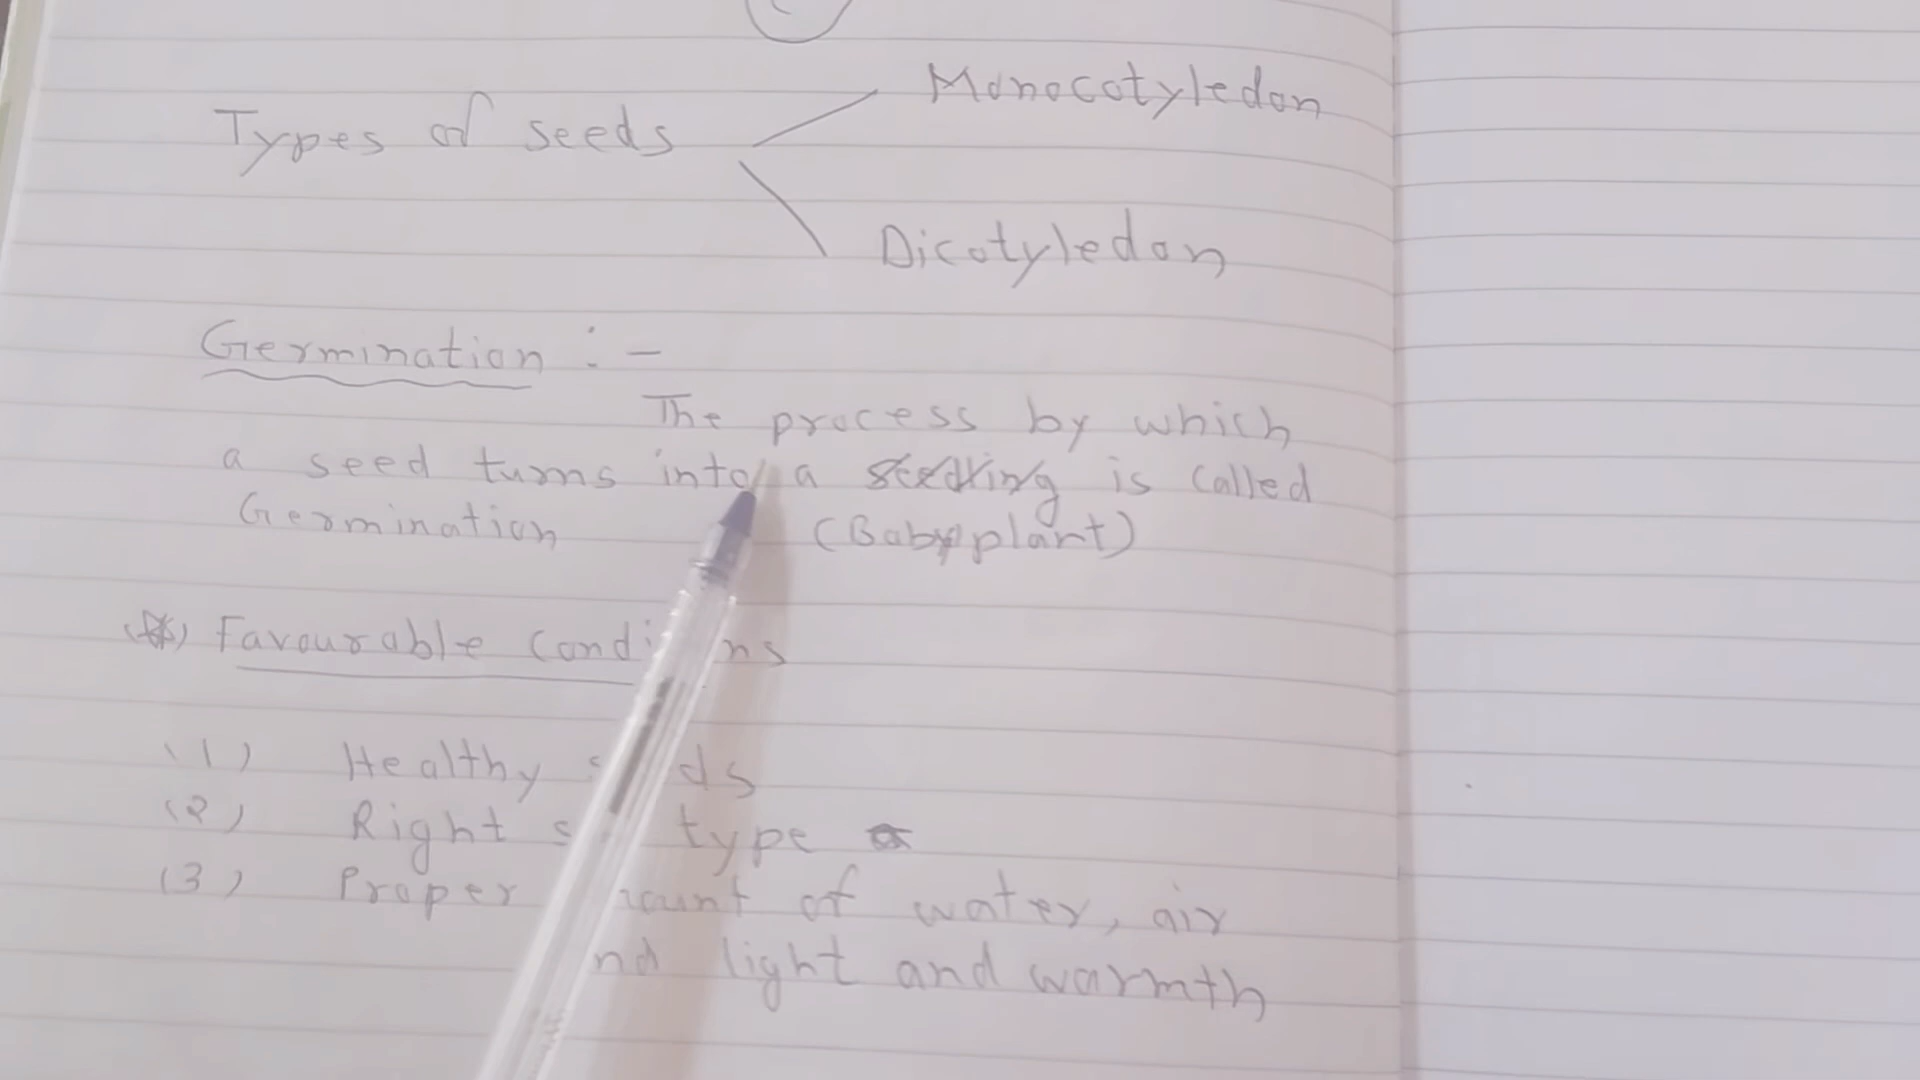 Types of seeds
Monocotyledon
Dicotyledon
Germination :-
The process by which
a seed turns into a seedling is called
Germination (Baby plant)
Favourable
(1) Healthy
(2) Right type
(3) Proper of water, air
light and warmth